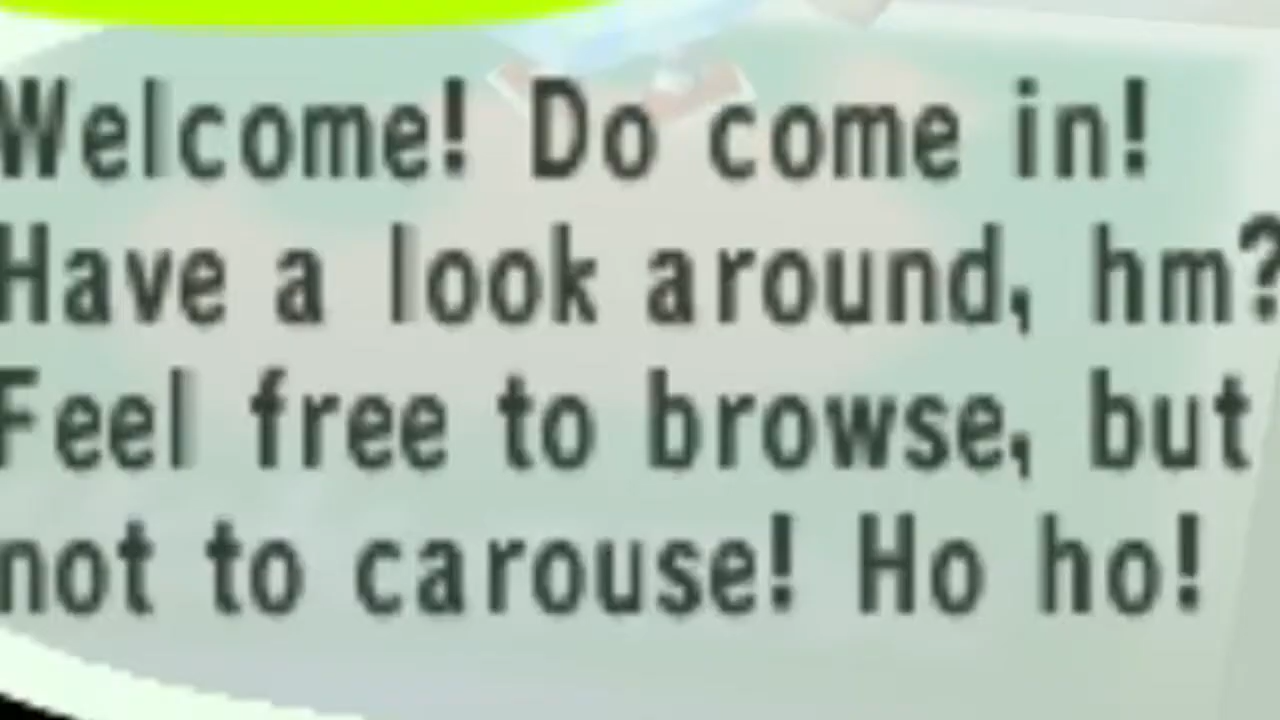 Welcome! Do come in!
Have a look around, hm?
Feel free to browse, but
not to carouse! Ho ho!